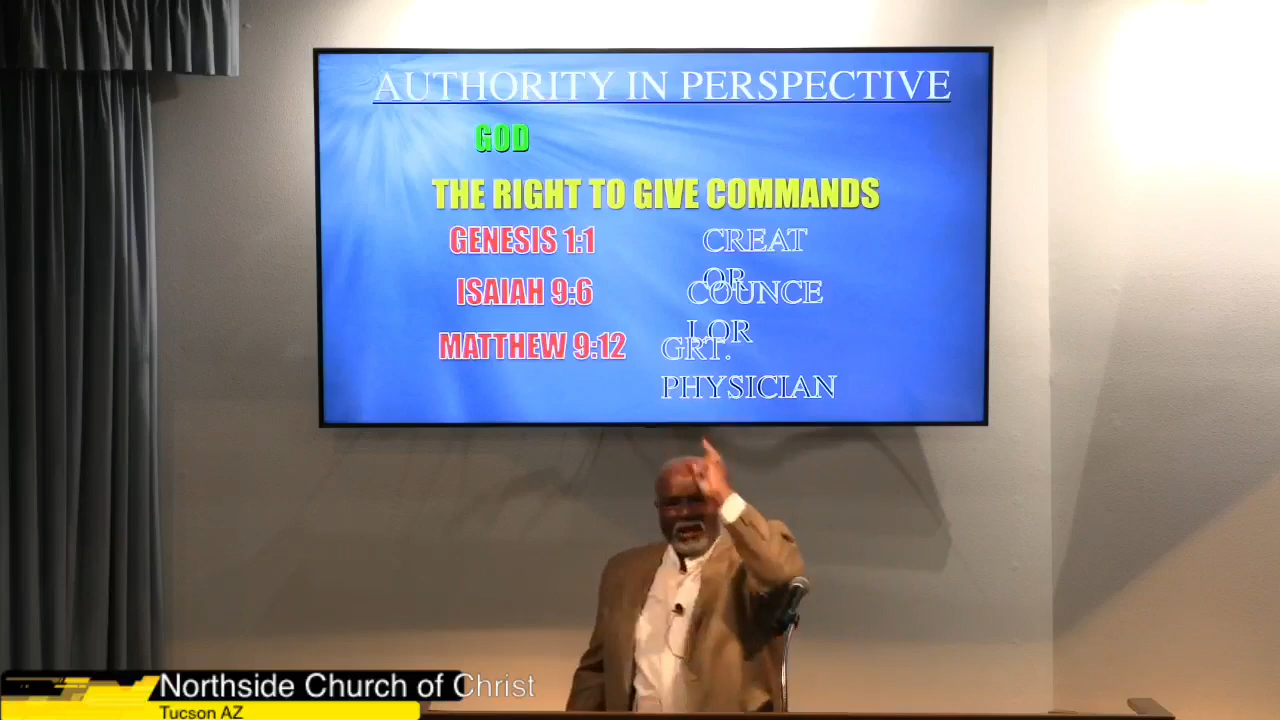 AUTHORITY IN PERSPECTIVE
GOD
THE RIGHT TO GIVE COMMANDS
GENESIS 1:1 CREAT
OR
ISAIAH 9:6 COUNCE
LOR
MATTHEW 9:12 GRT.
PHYSICIAN
Northside Church of Christ
Tucson AZ